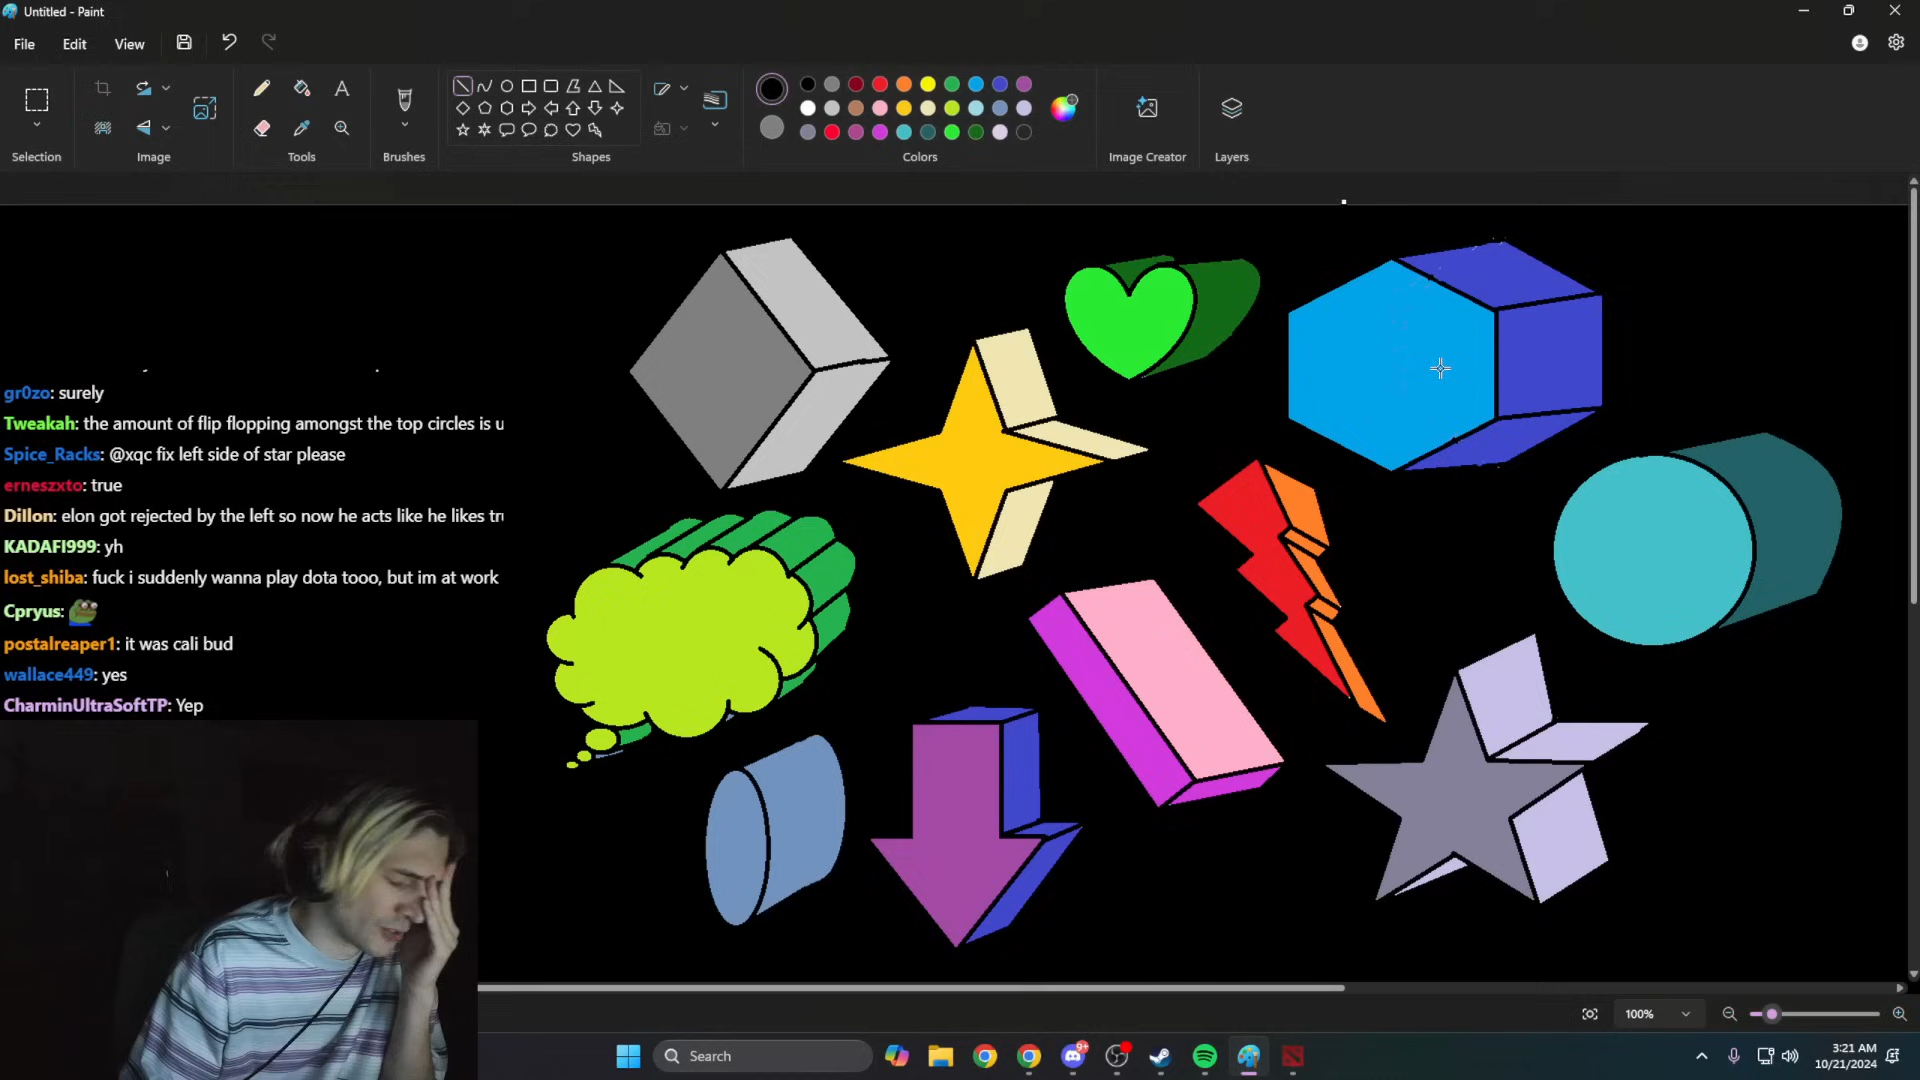 Untitled - Paint
File Edit View
Selection Image Tools Brushes Shapes Colors Image Creator Layers
gr0zo: surely
Tweakah: the amount of flip flopping amongst the top circles is u
Spice_Racks: @xqc fix left side of star please
erneszxto: true
Dillon: elon got rejected by the left so now he acts like he likes tr
KADAFI999: yh
lost_shiba: fuck i suddenly wanna play dota tooo, but im at work
Cpryus:
postalreaper1: it was cali bud
wallace449: yes
CharminUltraSoftTP: Yep
100%
Search
9+
3:21 AM
10/21/2024